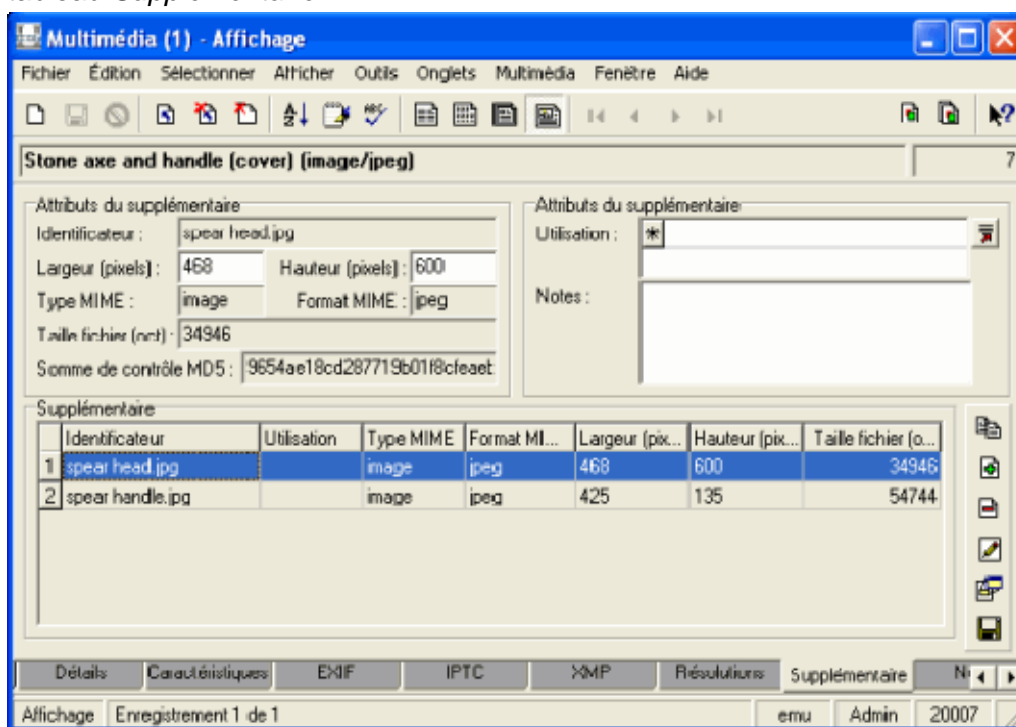 Multimédia (1) - Affichage
Fichier Édition Sélectionner Afficher Outils Onglets Multimédia Fenêtre Aide
Stone axe and handle (cover) (image/jpeg) 7
Attributs du supplémentaire
Identificateur : spear head.jpg
Largeur (pixels) : 468 Hauteur (pixels) : 600
Type MIME : image Format MIME : jpeg
Taille fichier (oct) : 34946
Somme de contrôle MD5 : 9654ae18cd287719b01f8cfeaet
Attributs du supplémentaire
Utilisation : *
Notes :
Supplémentaire
Identificateur Utilisation Type MIME Format MI... Largeur (pix... Hauteur (pix... Taille fichier (o...
1 spear head.jpg image jpeg 468 600 34946
2 spear handle.jpg image jpeg 425 135 54744
Détails Caractéristiques EXIF IPTC XMP Résolutions Supplémentaire
Affichage Enregistrement 1 de 1 emu Admin 20007